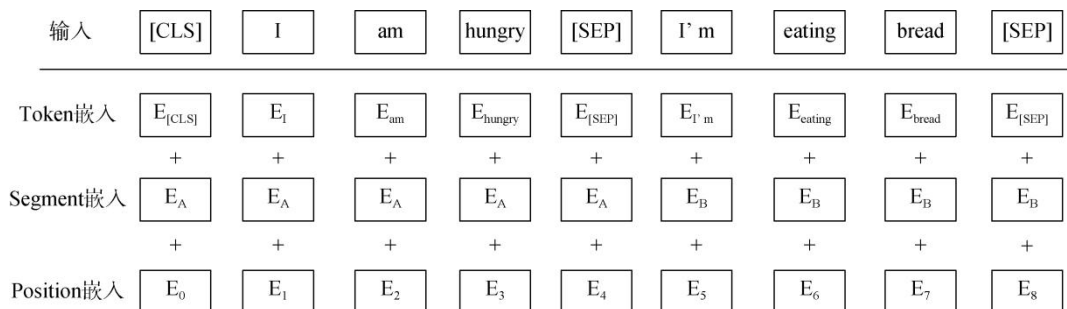 输入 [CLS] I am hungry [SEP] I’m eating bread [SEP]
Token嵌入 E[CLS] EI Eam Ehungry E[SEP] EI’m Eeating Ebread E[SEP]
+ + + + + + + + +
Segment嵌入 EA EA EA EA EA EB EB EB EB
+ + + + + + + + +
Position嵌入 E0 E1 E2 E3 E4 E5 E6 E7 E8